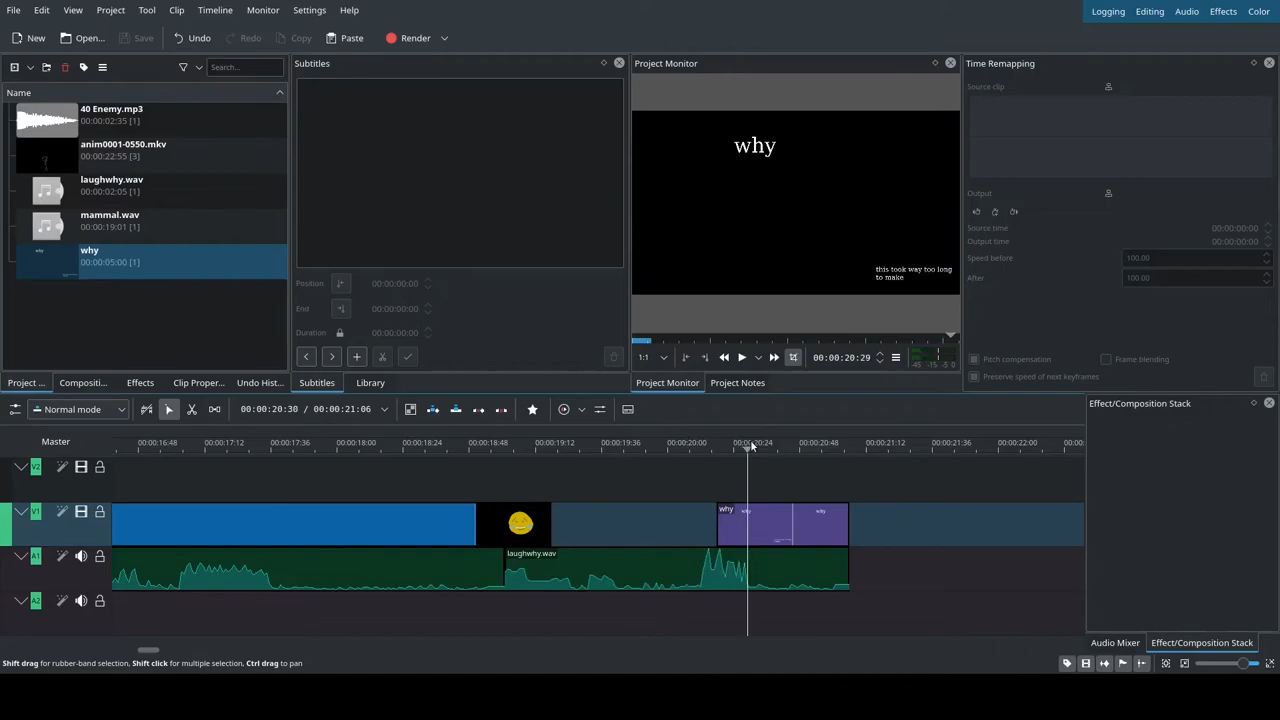 File Edit View Project Tool Clip Timeline Monitor Settings Help
Logging Editing Audio Effects Color
New Open... Save Undo Redo Copy Paste Render
Search...
Name
40 Enemy.mp3
00:00:02:35 [1]
anim0001-0550.mkv
00:00:22:55 [3]
laughwhy.wav
00:00:02:05 [1]
mammal.wav
00:00:19:01 [1]
why
00:00:05:00 [1]
Project ... Compositi... Effects Clip Proper... Undo Hist...
Subtitles
Position 00:00:00:00
End 00:00:00:00
Duration 00:00:00:00
Subtitles Library
Project Monitor
why
this took way too long
to make
1:1 00:00:20:29 -45 -15 -5 0
Project Monitor Project Notes
Time Remapping
Source clip
Output
Source time 00:00:00:00
Output time 00:00:00:00
Speed before 100.00
After 100.00
Pitch compensation Frame blending
Preserve speed of next keyframes
Normal mode 00:00:20:30 / 00:00:21:06
Master 00:00:16:48 00:00:17:12 00:00:17:36 00:00:18:00 00:00:18:24 00:00:18:48 00:00:19:12 00:00:19:36 00:00:20:00 00:00:20:24 00:00:20:48 00:00:21:12 00:00:21:36 00:00:22:00 00:00:
V2
V1 why why why
A1 laughwhy.wav
A2
Effect/Composition Stack
Audio Mixer Effect/Composition Stack
Shift drag for rubber-band selection, Shift click for multiple selection, Ctrl drag to pan